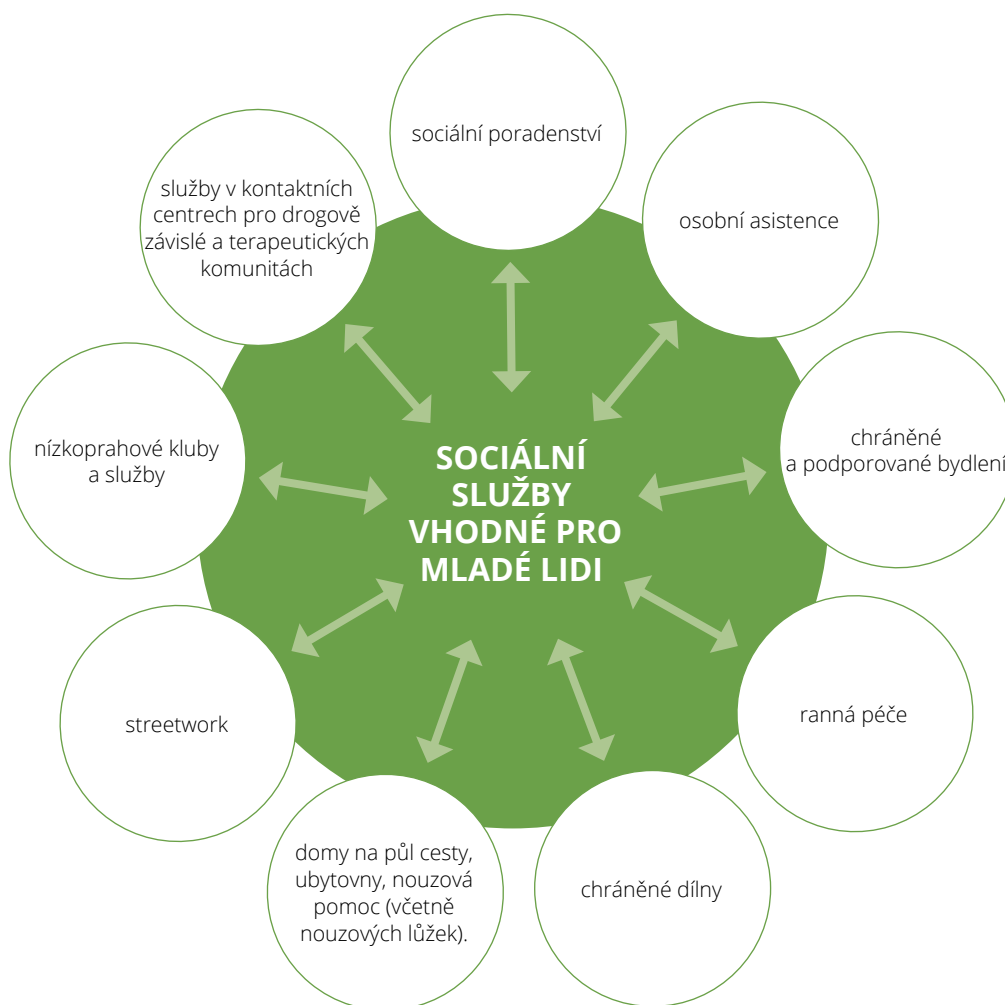 sociální poradenství
služby v kontaktních
centrech pro drogově
závislé a terapeutických
komunitách
osobní asistence
nízkoprahové kluby
a služby
chráněné
a podporované bydlení
SOCIÁLNÍ
SLUŽBY
VHODNÉ PRO
MLADÉ LIDI
streetwork
ranná péče
domy na půl cesty,
ubytovny, nouzová
pomoc (včetně
nouzových lůžek).
chráněné dílny